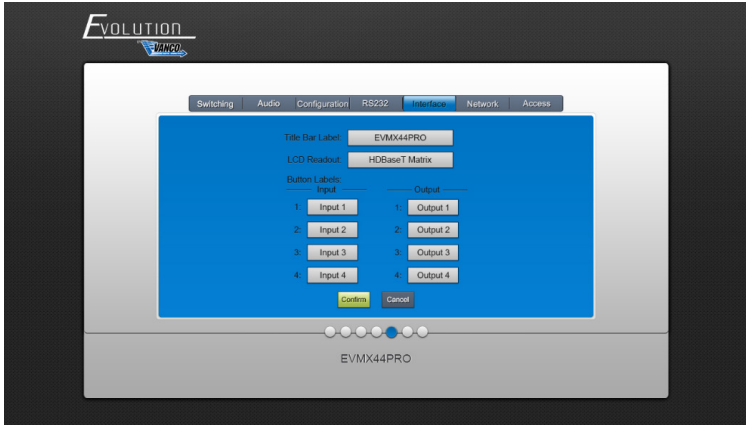 EVOLUTION
VANCO
Switching Audio Configuration RS232 Interface Network Access
Title Bar Label: EVMX44PRO
LCD Readout: HDBaseT Matrix
Button Labels:
Input Output
1: Input 1 1: Output 1
2: Input 2 2: Output 2
3: Input 3 3: Output 3
4: Input 4 4: Output 4
Confirm Cancel
EVMX44PRO